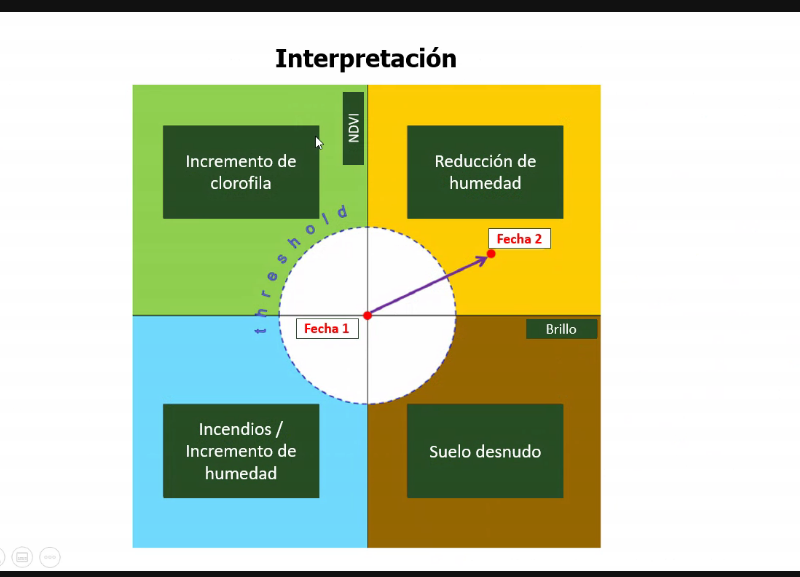 Interpretación
NDVI
Incremento de
clorofila
Reducción de
humedad
threshold
Fecha 2
Fecha 1
Brillo
Incendios /
Incremento de
humedad
Suelo desnudo